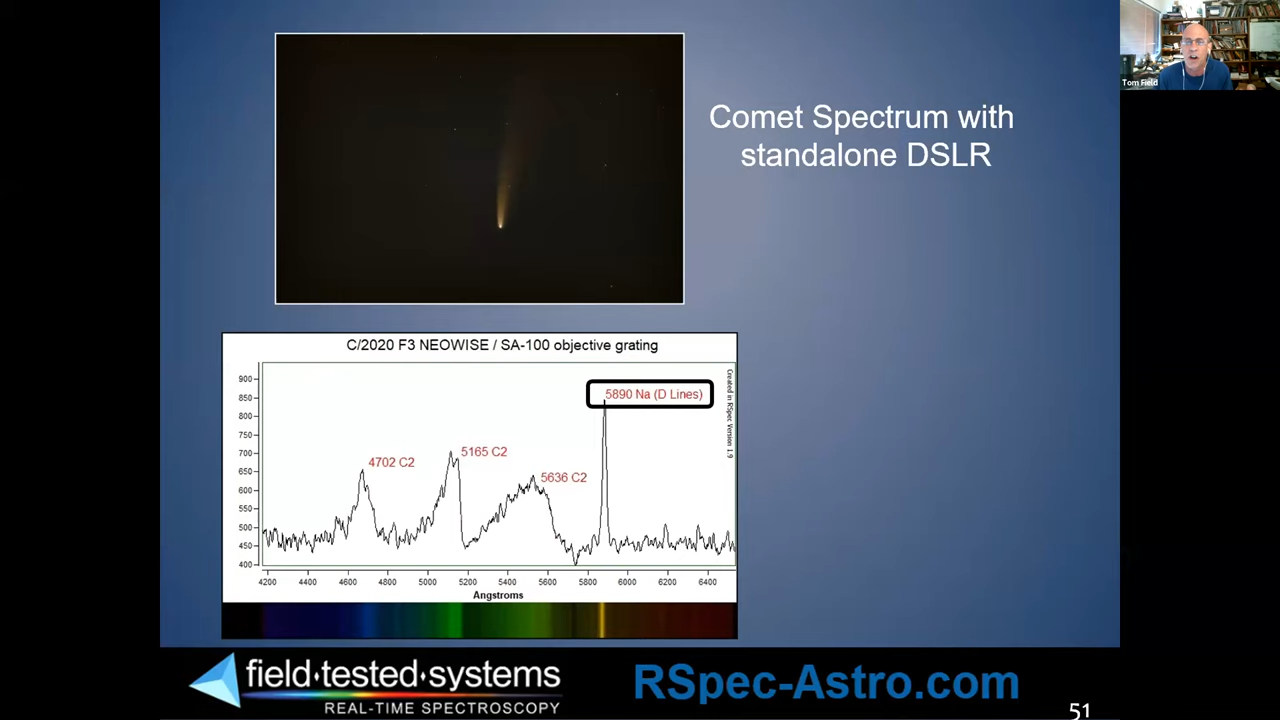 Tom Field
Comet Spectrum with
standalone DSLR
C/2020 F3 NEOWISE / SA-100 objective grating
900
850
800
750
700
650
600
550
500
450
400
5890 Na (D Lines)
5165 C2
4702 C2
5636 C2
Created in RSpec Version 1.9
4200 4400 4600 4800 5000 5200 5400 5600 5800 6000 6200 6400
Angstroms
field·tested·systems
REAL-TIME SPECTROSCOPY
RSpec-Astro.com
51